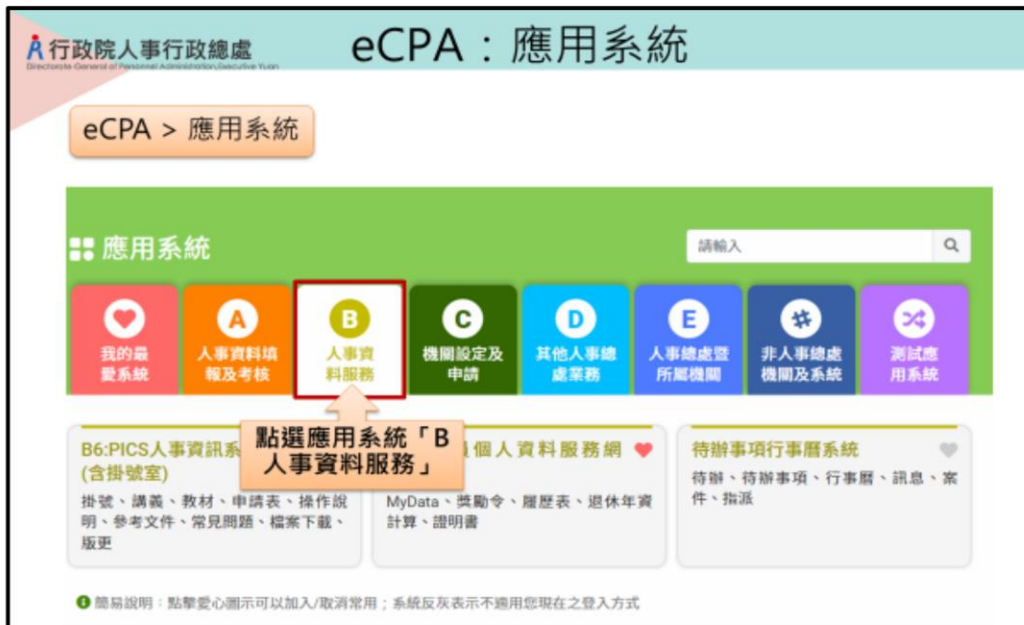 行政院人事行政總處
Directorate-General of Personnel Administration,Executive Yuan
eCPA：應用系統
eCPA > 應用系統
應用系統
請輸入
我的最
愛系統
A
人事資料填
報及考核
B
人事資
料服務
C
機關設定及
申請
D
其他人事總
處業務
E
人事總處暨
所屬機關
#
非人事總處
機關及系統
測試應
用系統
點選應用系統「B
人事資料服務」
B6:PICS人事資訊系
(含掛號室)
掛號、講義、教材、申請表、操作說
明、參考文件、常見問題、檔案下載、
版更
個人資料服務網
MyData、獎勵令、履歷表、退休年資
計算、證明書
待辦事項行事曆系統
待辦、待辦事項、行事曆、訊息、案
件、指派
簡易說明：點擊愛心圖示可以加入/取消常用；系統反灰表示不適用您現在之登入方式